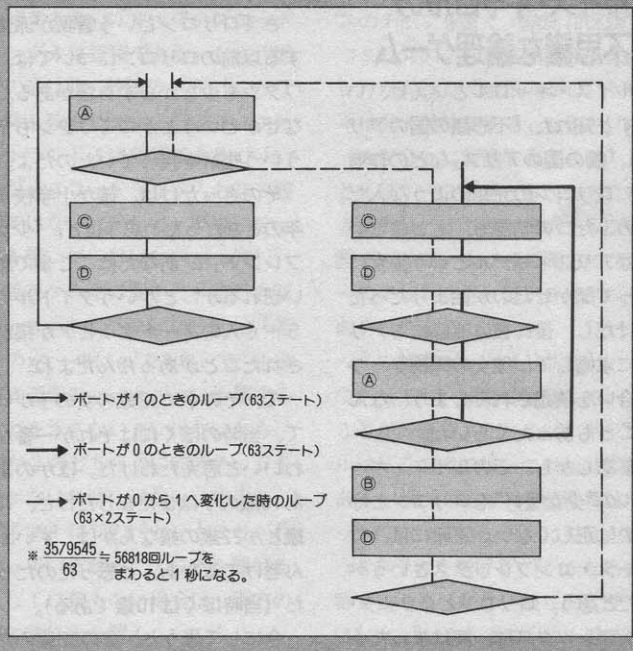 Ⓐ
Ⓒ
Ⓓ
Ⓒ
Ⓓ
Ⓐ
Ⓑ
Ⓓ
ポートが1のときのループ(63ステート)
ポートが0のときのループ(63ステート)
ポートが0から1へ変化した時のループ
(63×2ステート)
※ 3579545/63 ≒ 56818回ループを
まわると1秒になる。